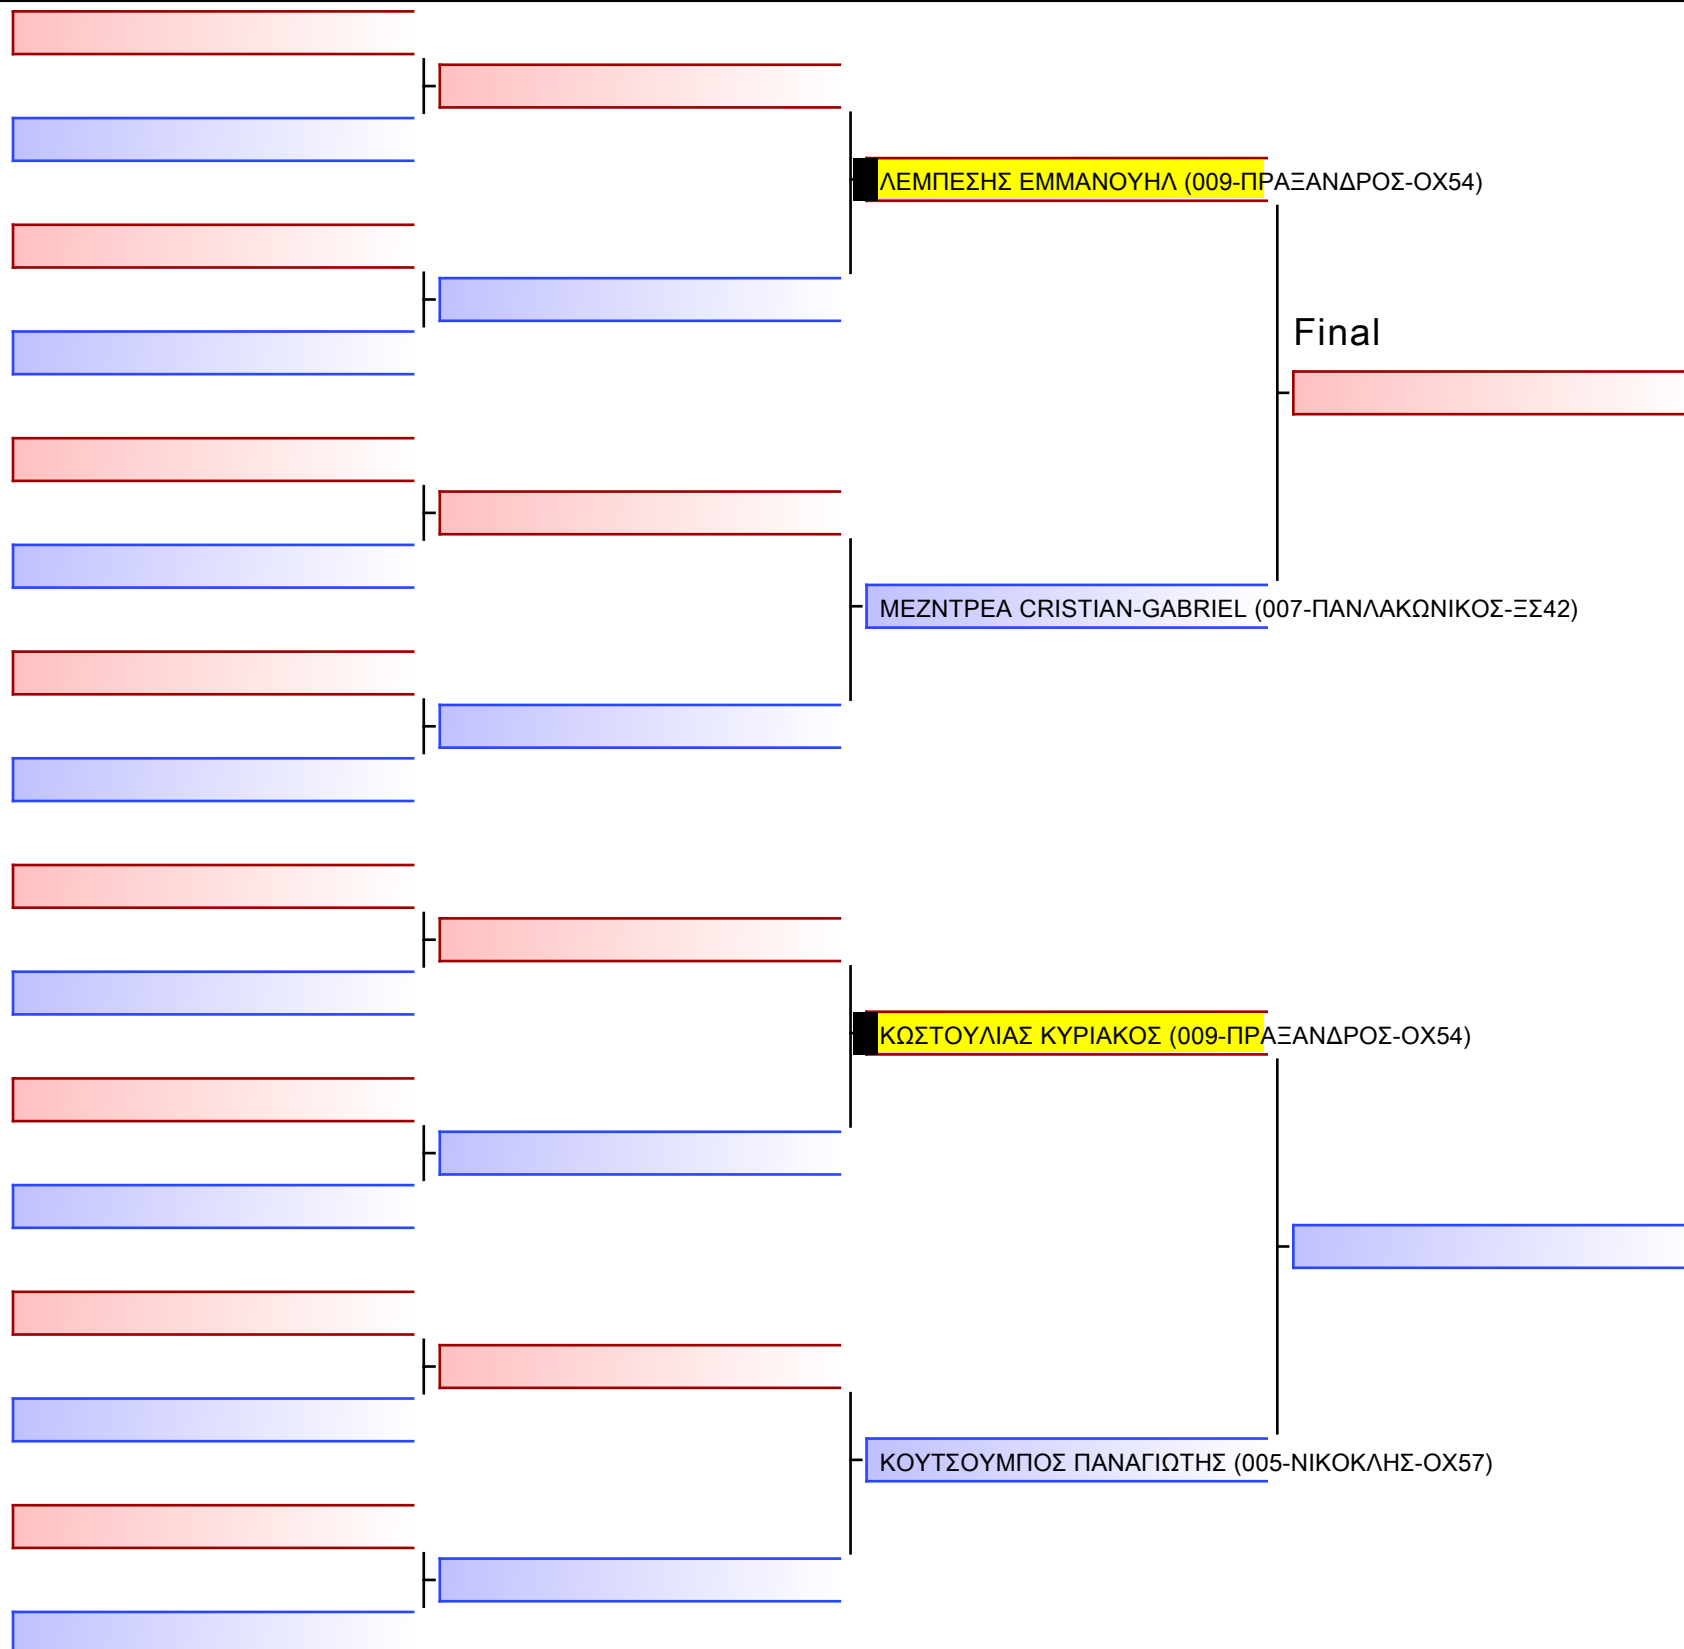 ΛΕΜΠΕΣΗΣ ΕΜΜΑΝΟΥΗΛ (009-ΠΡΑΞΑΝΔΡΟΣ-ΟΧ54)
Final
ΜΕΖΝΤΡΕΑ CRISTIAN-GABRIEL (007-ΠΑΝΛΑΚΩΝΙΚΟΣ-ΞΣ42)
ΚΩΣΤΟΥΛΙΑΣ ΚΥΡΙΑΚΟΣ (009-ΠΡΑΞΑΝΔΡΟΣ-ΟΧ54)
ΚΟΥΤΣΟΥΜΠΟΣ ΠΑΝΑΓΙΩΤΗΣ (005-ΝΙΚΟΚΛΗΣ-ΟΧ57)